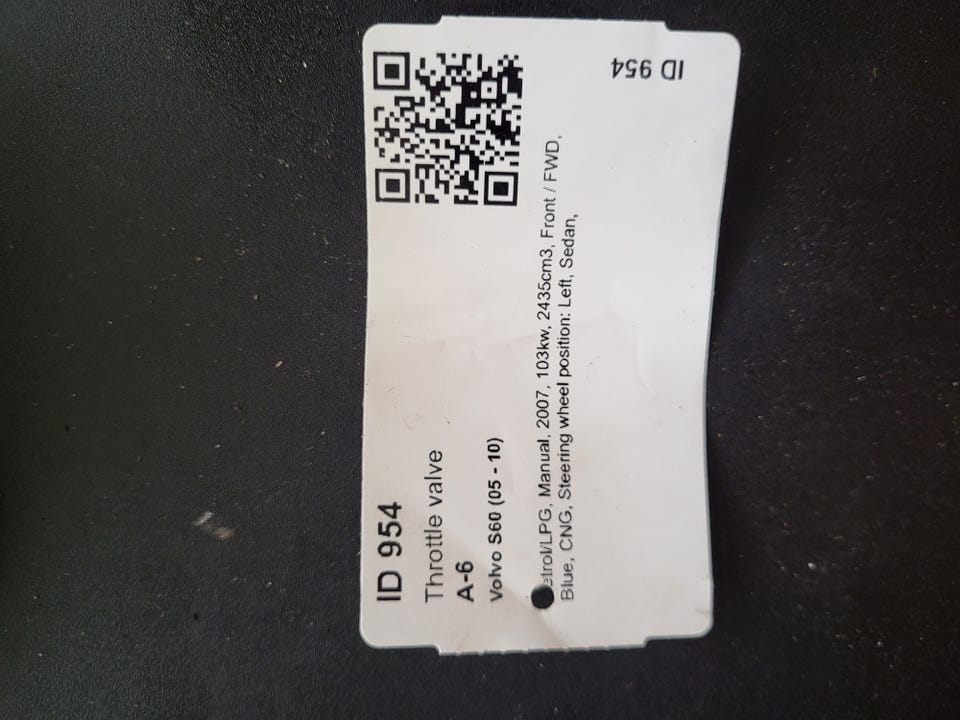 ID 954
Throttle valve
A-6
Volvo S60 (05 - 10)
etrol/LPG, Manual, 2007, 103kw, 2435cm3, Front / FWD,
Blue, CNG, Steering wheel position: Left, Sedan,
ID 954